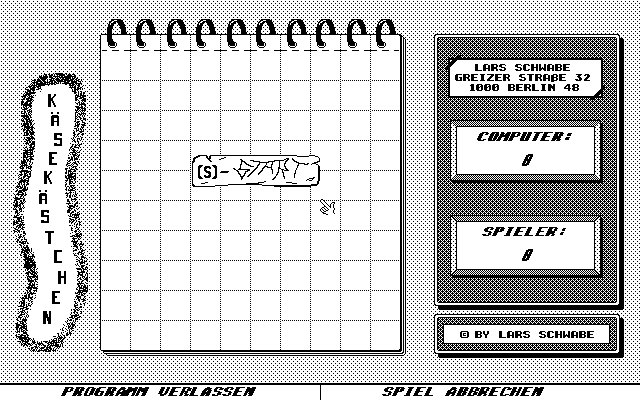 KÄSEKÄSTCHEN
[S]- START
LARS SCHWABE
GREIZER STRAßE 32
1000 BERLIN 48
COMPUTER:
0
SPIELER:
0
© BY LARS SCHWABE
PROGRAMM VERLASSEN
SPIEL ABBRECHEN